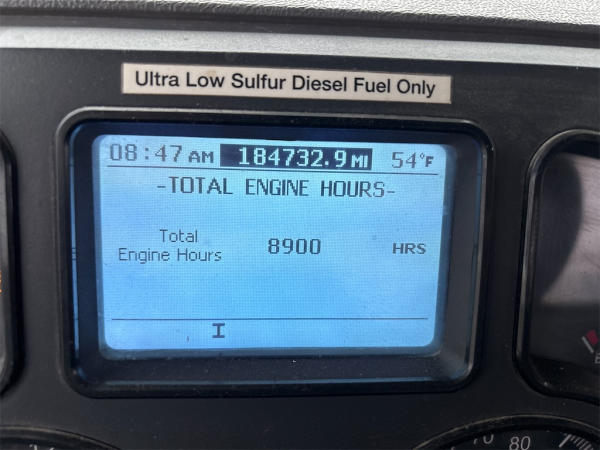 Ultra Low Sulfur Diesel Fuel Only
08:47 AM 184732.9 MI 54°F
-TOTAL ENGINE HOURS-
Total
Engine Hours 8900 HRS
I
70 80